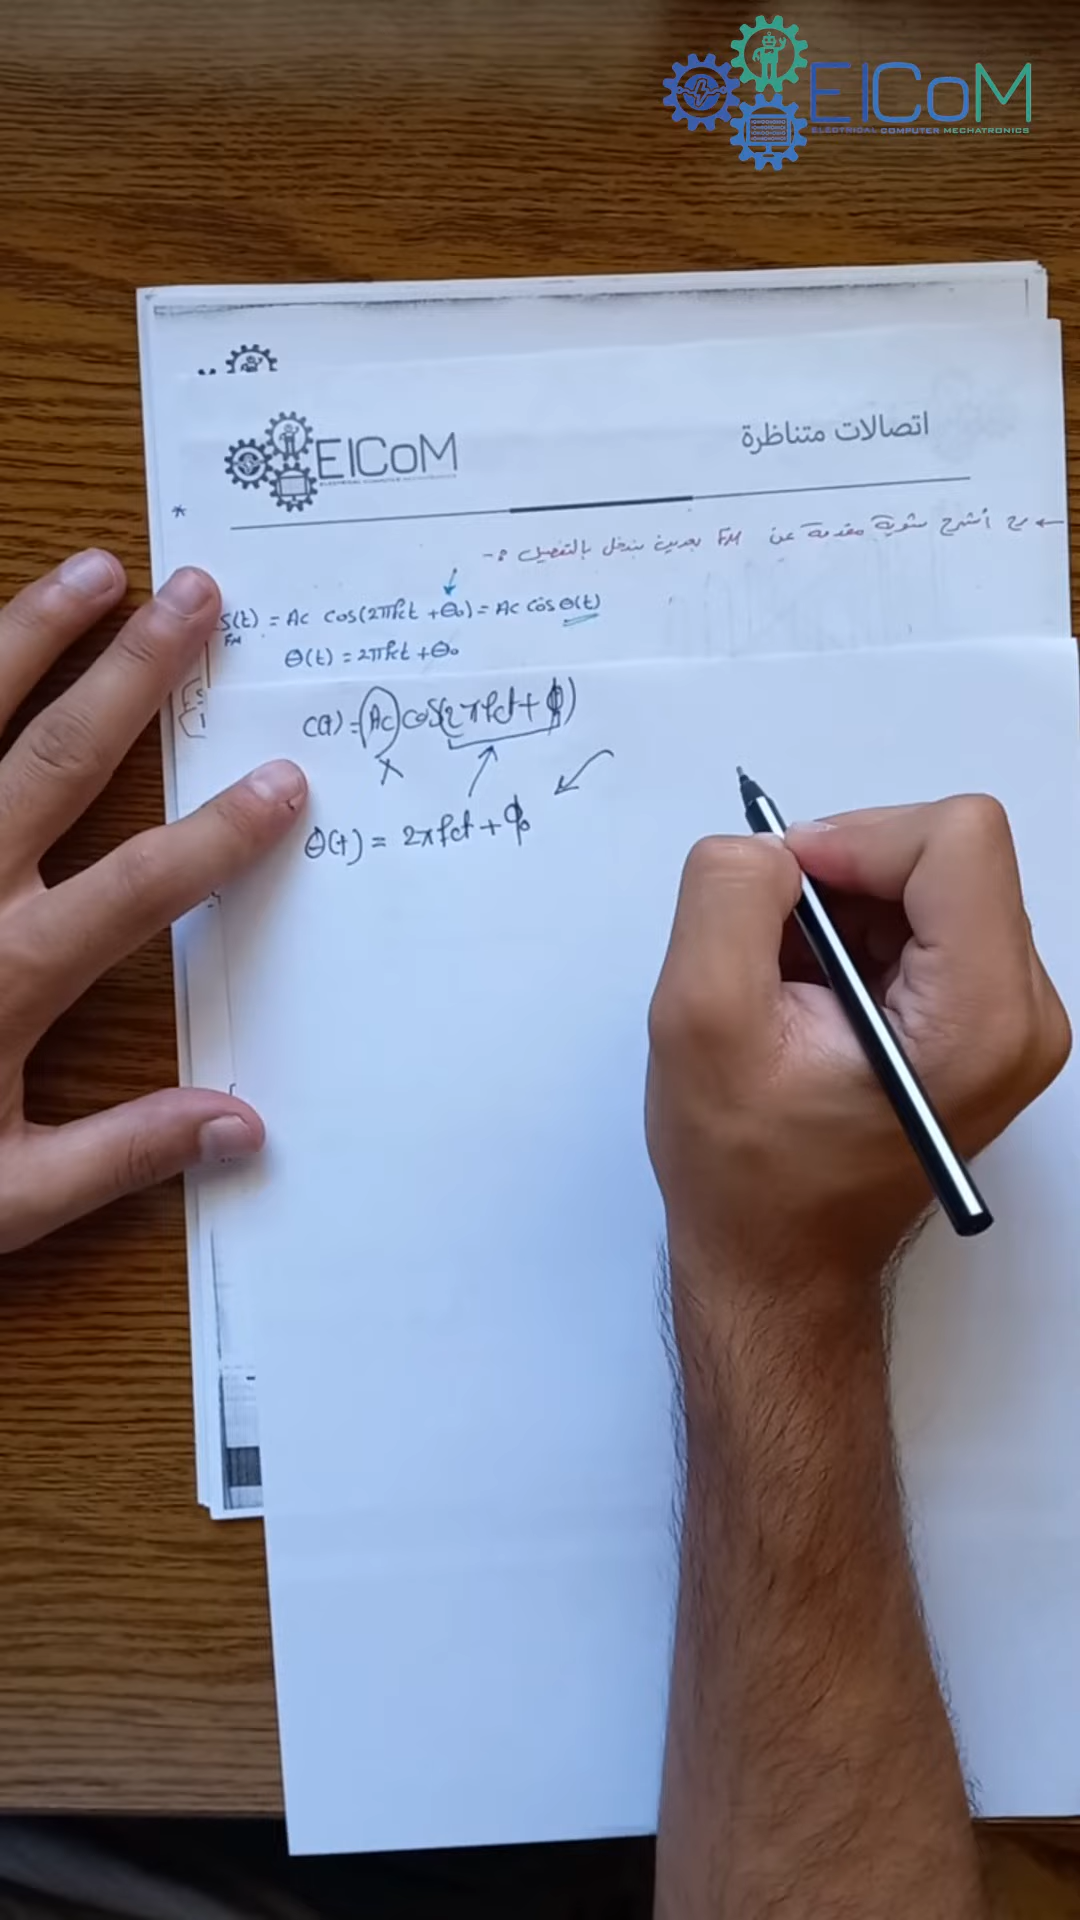 EICoM
ELECTRICAL COMPUTER MECHATRONICS
EICoM
اتصالات متناظرة
*
← رح أشرح شوية مقدمة عن FM بعدين بندخل بالتفصيل :-
S(t) = Ac cos(2πfct + θ₀) = Ac cos θ(t)
FM
θ(t) = 2πfct + θ₀
C(t) = Ac cos(2πfct + ϕ)
X
θ(t) = 2πfct + ϕ₀